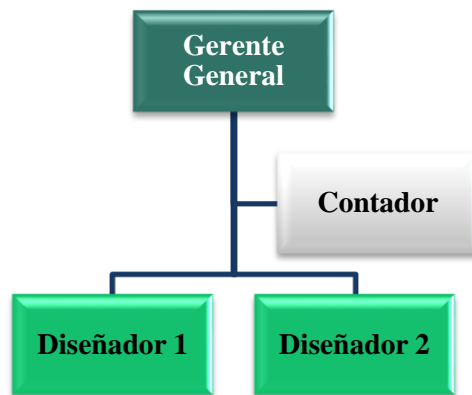 Gerente
General
Contador
Diseñador 1
Diseñador 2